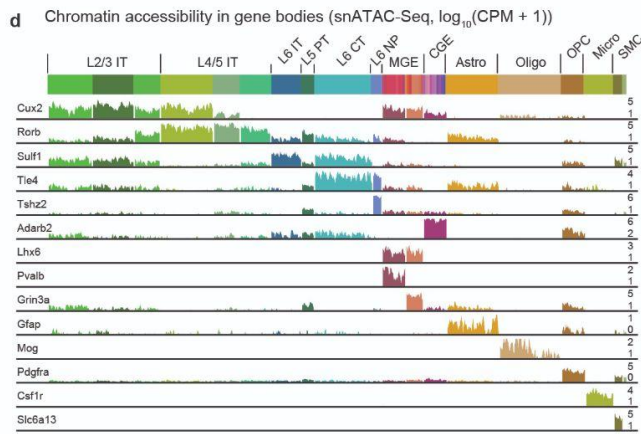 d Chromatin accessibility in gene bodies (snATAC-Seq, log10(CPM + 1))
L2/3 IT L4/5 IT L6 IT L5 PT L6 CT L6 NP MGE CGE Astro Oligo OPC Micro SMC
Cux2 5 1
Rorb 5 1
Sulf1 5 1
Tle4 4 1
Tshz2 6 1
Adarb2 6 2
Lhx6 3 1
Pvalb 2 1
Grin3a 5 1
Gfap 1 0
Mog 2 1
Pdgfra 5 0
Csf1r 4 1
Slc6a13 5 1